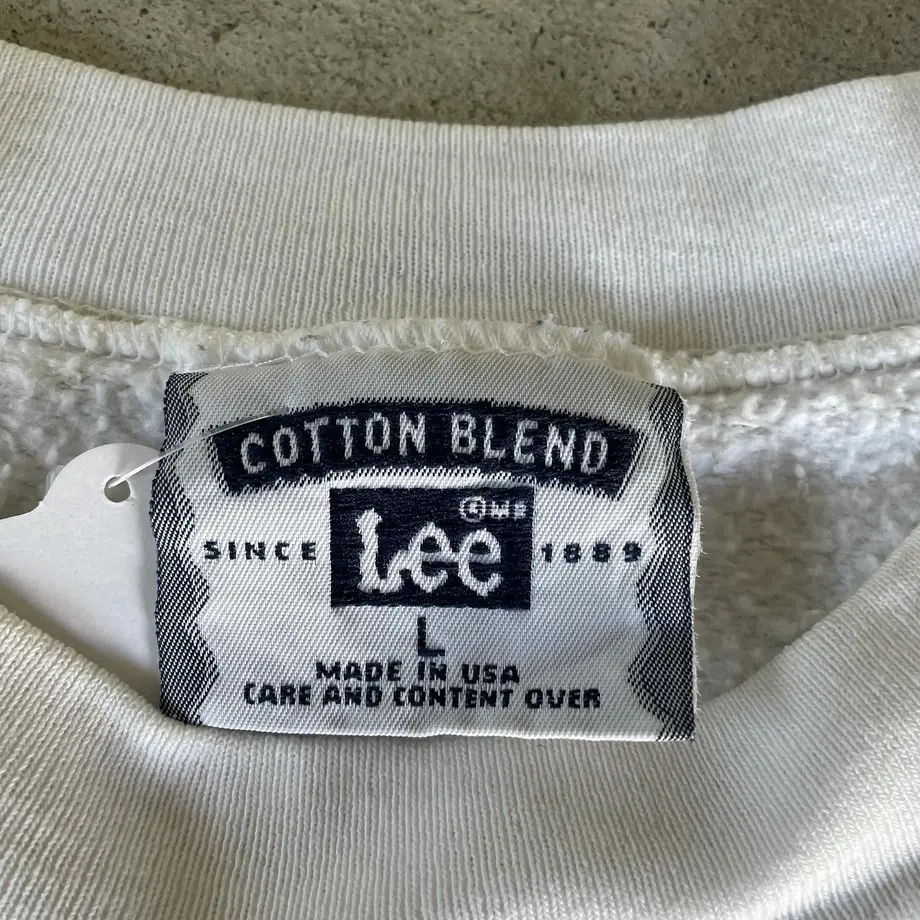 COTTON BLEND
Lee
SINCE 1889
L
MADE IN USA
CARE AND CONTENT OVER